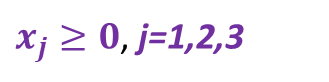 xⱼ ≥ 0, j=1,2,3